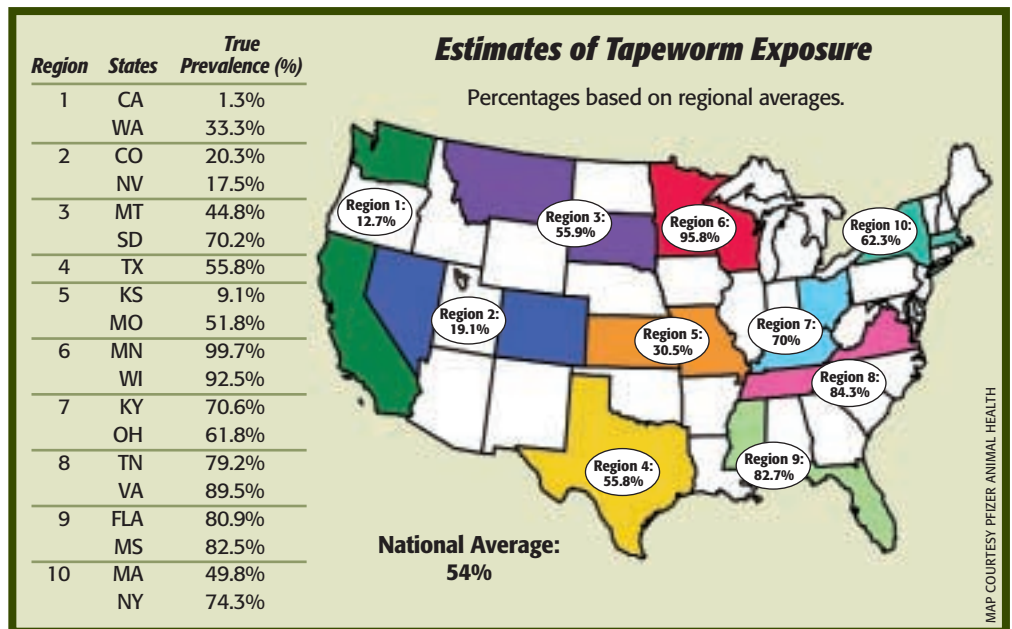 Region States True Prevalence (%)
1 CA 1.3%
WA 33.3%
2 CO 20.3%
NV 17.5%
3 MT 44.8%
SD 70.2%
4 TX 55.8%
5 KS 9.1%
MO 51.8%
6 MN 99.7%
WI 92.5%
7 KY 70.6%
OH 61.8%
8 TN 79.2%
VA 89.5%
9 FLA 80.9%
MS 82.5%
10 MA 49.8%
NY 74.3%
Estimates of Tapeworm Exposure
Percentages based on regional averages.
Region 1:
12.7%
Region 2:
19.1%
Region 3:
55.9%
Region 4:
55.8%
Region 5:
30.5%
Region 6:
95.8%
Region 7:
70%
Region 8:
84.3%
Region 9:
82.7%
Region 10:
62.3%
National Average:
54%
MAP COURTESY PFIZER ANIMAL HEALTH